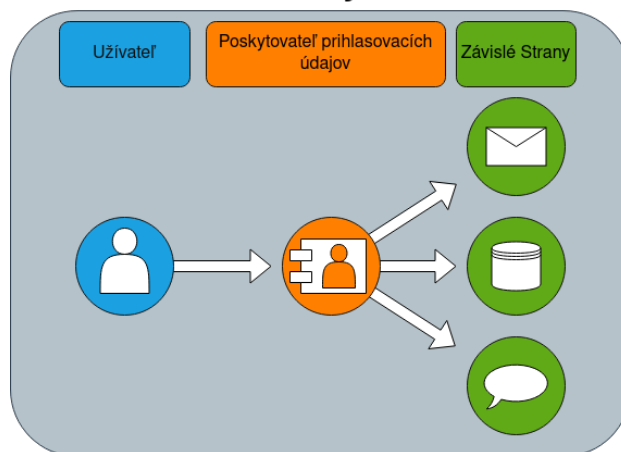 Užívateľ
Poskytovateľ prihlasovacích
údajov
Závislé Strany